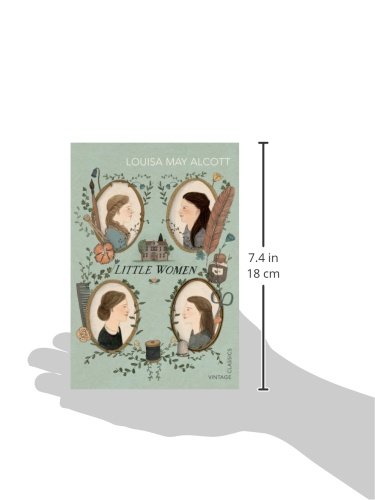 LOUISA MAY ALCOTT
LITTLE WOMEN
7.4 in
18 cm
VINTAGE
CLASSICS